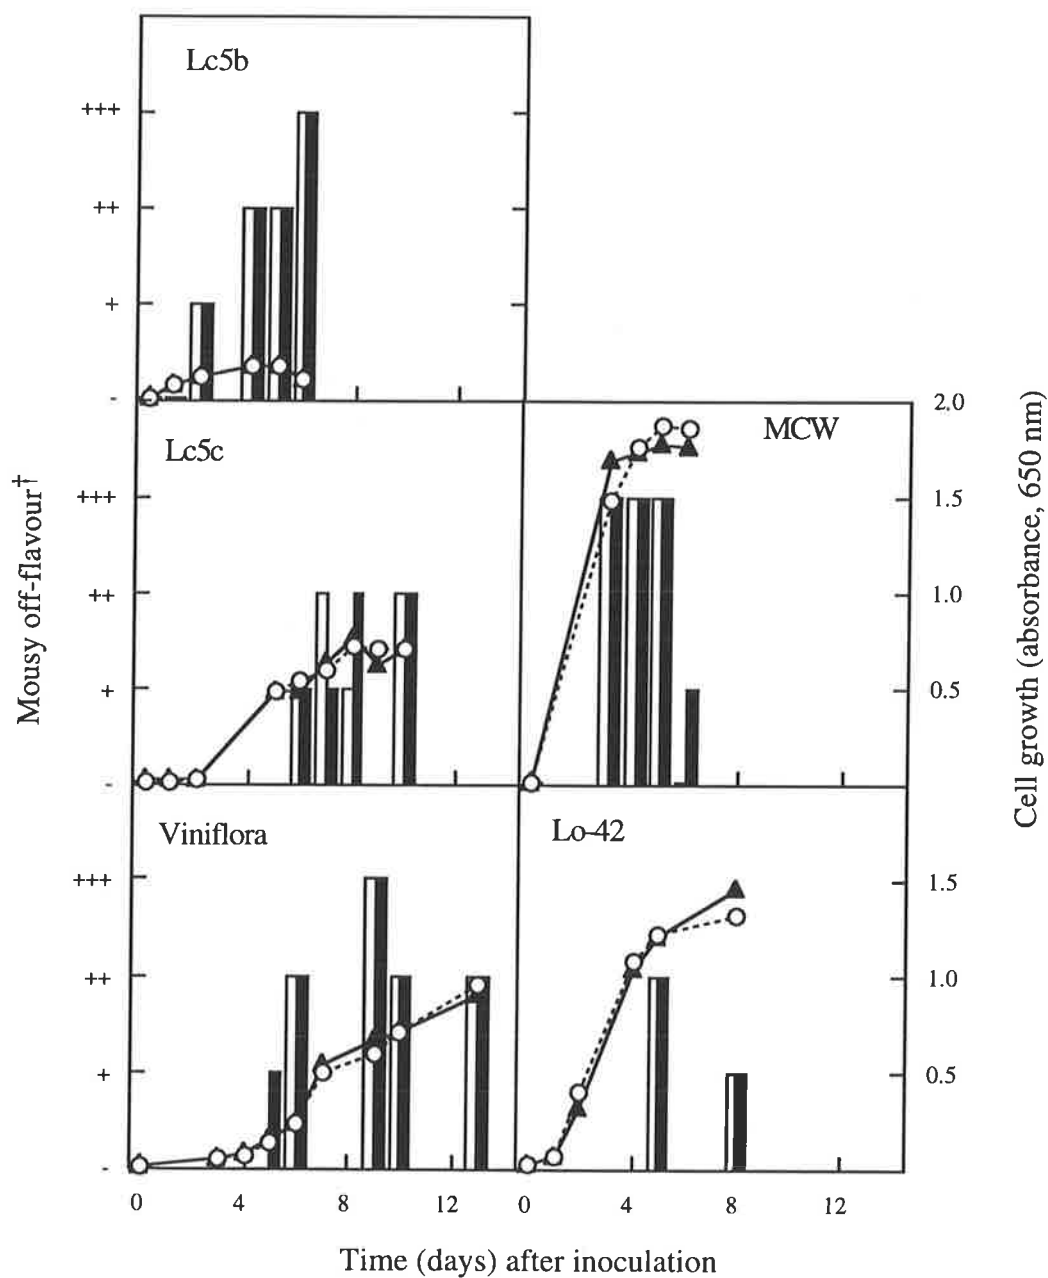 Lc5b
+++
++
+
-
Lc5c
MCW
2.0
+++
1.5
++
1.0
+
0.5
-
Mousy off-flavour†
Cell growth (absorbance, 650 nm)
Viniflora
Lo-42
+++
1.5
++
1.0
+
0.5
-
0 4 8 12 0 4 8 12
Time (days) after inoculation